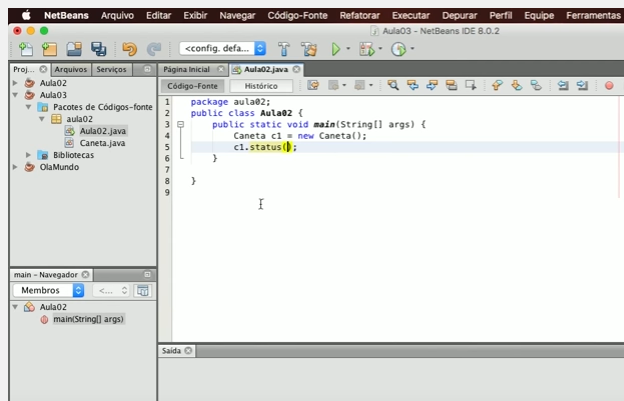 NetBeans Arquivo Editar Exibir Navegar Código-Fonte Refatorar Executar Depurar Perfil Equipe Ferramentas
Aula03 - NetBeans IDE 8.0.2
<config. defa...
Proj... Arquivos Serviços
Aula02
Aula03
Pacotes de Códigos-fonte
aula02
Aula02.java
Caneta.java
Bibliotecas
OlaMundo
Página Inicial Aula02.java
Código-Fonte Histórico
1 package aula02;
2 public class Aula02 {
3 public static void main(String[] args) {
4 Caneta c1 = new Caneta();
5 c1.status();
6 }
7
8 }
9
main - Navegador
Membros <...
Aula02
main(String[] args)
Saída